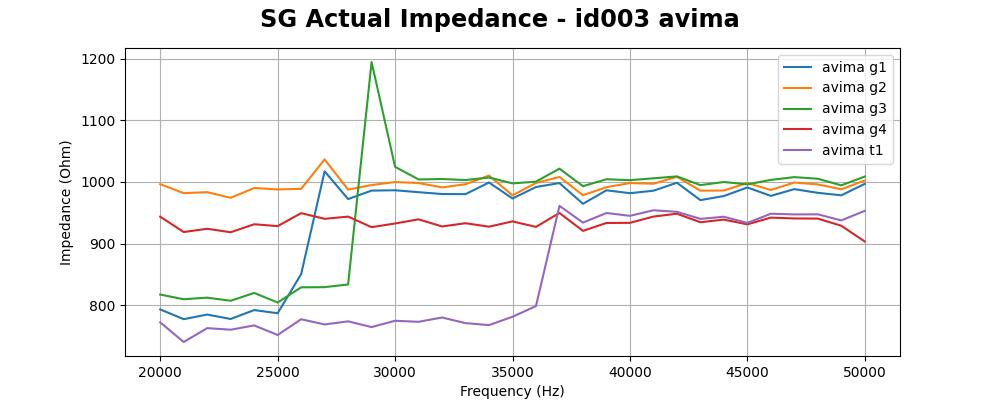 SG Actual Impedance - id003 avima
Impedance (Ohm)
1200
1100
1000
900
800
avima g1
avima g2
avima g3
avima g4
avima t1
20000 25000 30000 35000 40000 45000 50000
Frequency (Hz)